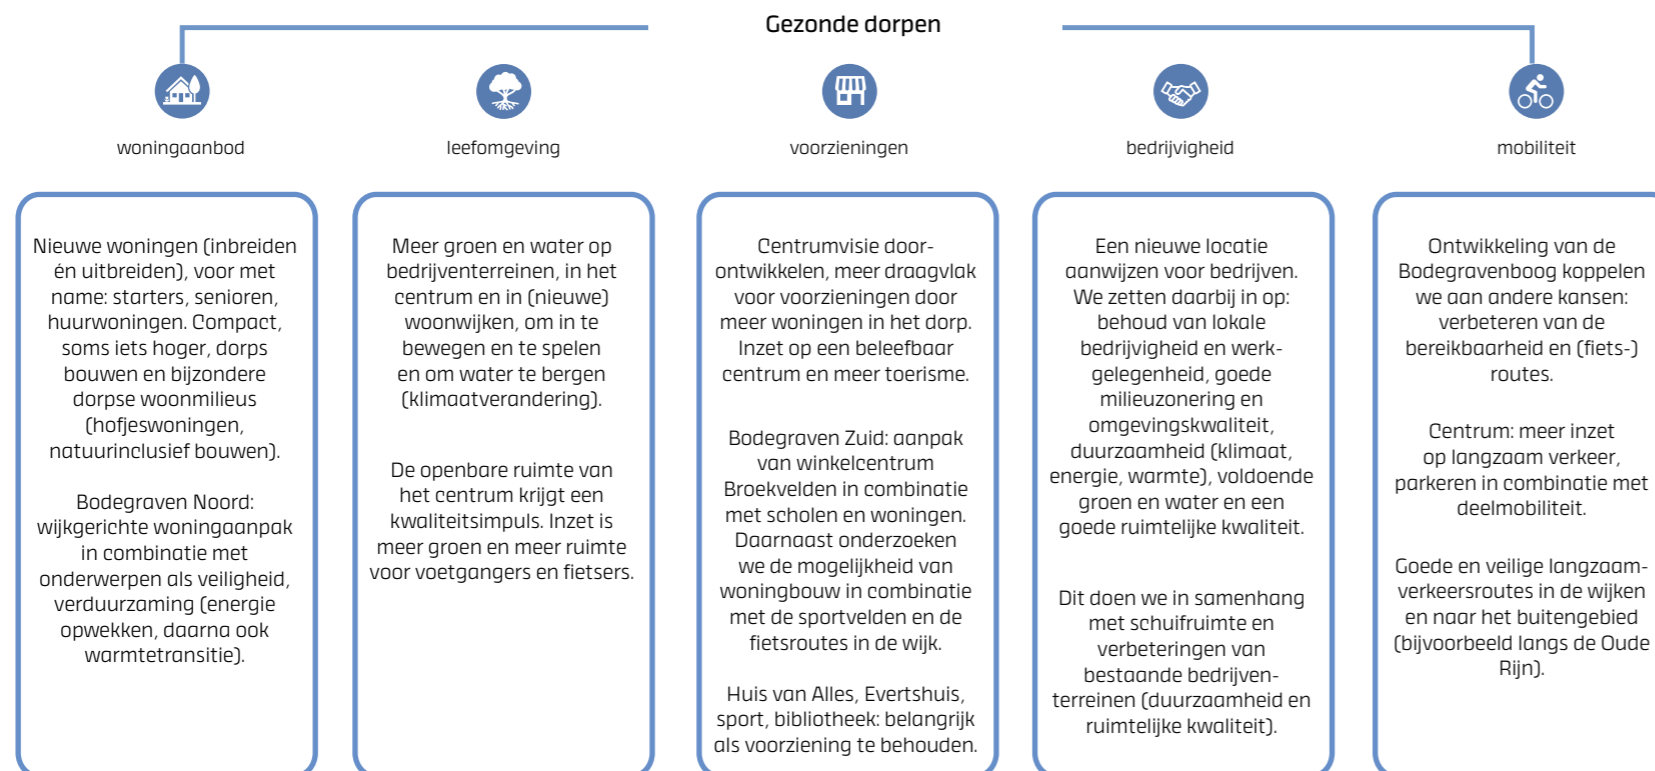 Gezonde dorpen
woningaanbod
leefomgeving
voorzieningen
bedrijvigheid
mobiliteit
Nieuwe woningen (inbreiden
én uitbreiden), voor met
name: starters, senioren,
huurwoningen. Compact,
soms iets hoger, dorps
bouwen en bijzondere
dorpse woonmilieus
(hofjeswoningen,
natuurinclusief bouwen).
Bodegraven Noord:
wijkgerichte woningaanpak
in combinatie met
onderwerpen als veiligheid,
verduurzaming (energie
opwekken, daarna ook
warmtetransitie).
Meer groen en water op
bedrijventerreinen, in het
centrum en in (nieuwe)
woonwijken, om in te
bewegen en te spelen
en om water te bergen
(klimaatverandering).
De openbare ruimte van
het centrum krijgt een
kwaliteitsimpuls. Inzet is
meer groen en meer ruimte
voor voetgangers en fietsers.
Centrumvisie door-
ontwikkelen, meer draagvlak
voor voorzieningen door
meer woningen in het dorp.
Inzet op een beleefbaar
centrum en meer toerisme.
Bodegraven Zuid: aanpak
van winkelcentrum
Broekvelden in combinatie
met scholen en woningen.
Daarnaast onderzoeken
we de mogelijkheid van
woningbouw in combinatie
met de sportvelden en de
fietsroutes in de wijk.
Huis van Alles, Evertshuis,
sport, bibliotheek: belangrijk
als voorziening te behouden.
Een nieuwe locatie
aanwijzen voor bedrijven.
We zetten daarbij in op:
behoud van lokale
bedrijvigheid en werk-
gelegenheid, goede
milieuzonering en
omgevingskwaliteit,
duurzaamheid (klimaat,
energie, warmte), voldoende
groen en water en een
goede ruimtelijke kwaliteit.
Dit doen we in samenhang
met schuifruimte en
verbeteringen van
bestaande bedrijven-
terreinen (duurzaamheid en
ruimtelijke kwaliteit).
Ontwikkeling van de
Bodegravenboog koppelen
we aan andere kansen:
verbeteren van de
bereikbaarheid en (fiets-)
routes.
Centrum: meer inzet
op langzaam verkeer,
parkeren in combinatie met
deelmobiliteit.
Goede en veilige langzaam-
verkeersroutes in de wijken
en naar het buitengebied
(bijvoorbeeld langs de Oude
Rijn).